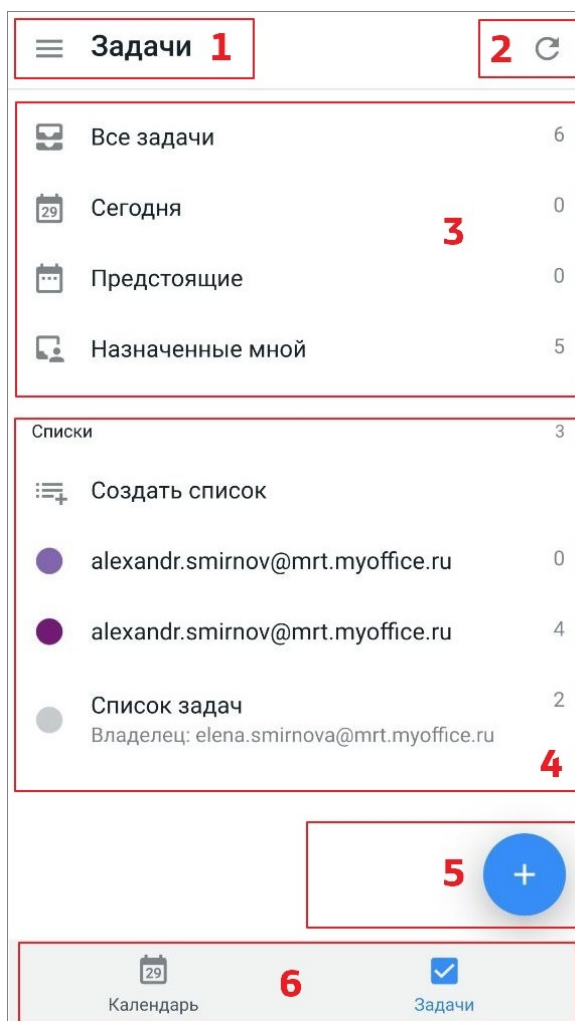 Задачи 1
2
Все задачи 6
29 Сегодня 0
3
Предстоящие 0
Назначенные мной 5
Списки 3
Создать список
alexandr.smirnov@mrt.myoffice.ru 0
alexandr.smirnov@mrt.myoffice.ru 4
Список задач 2
Владелец: elena.smirnova@mrt.myoffice.ru
4
5 +
29 6
Календарь Задачи